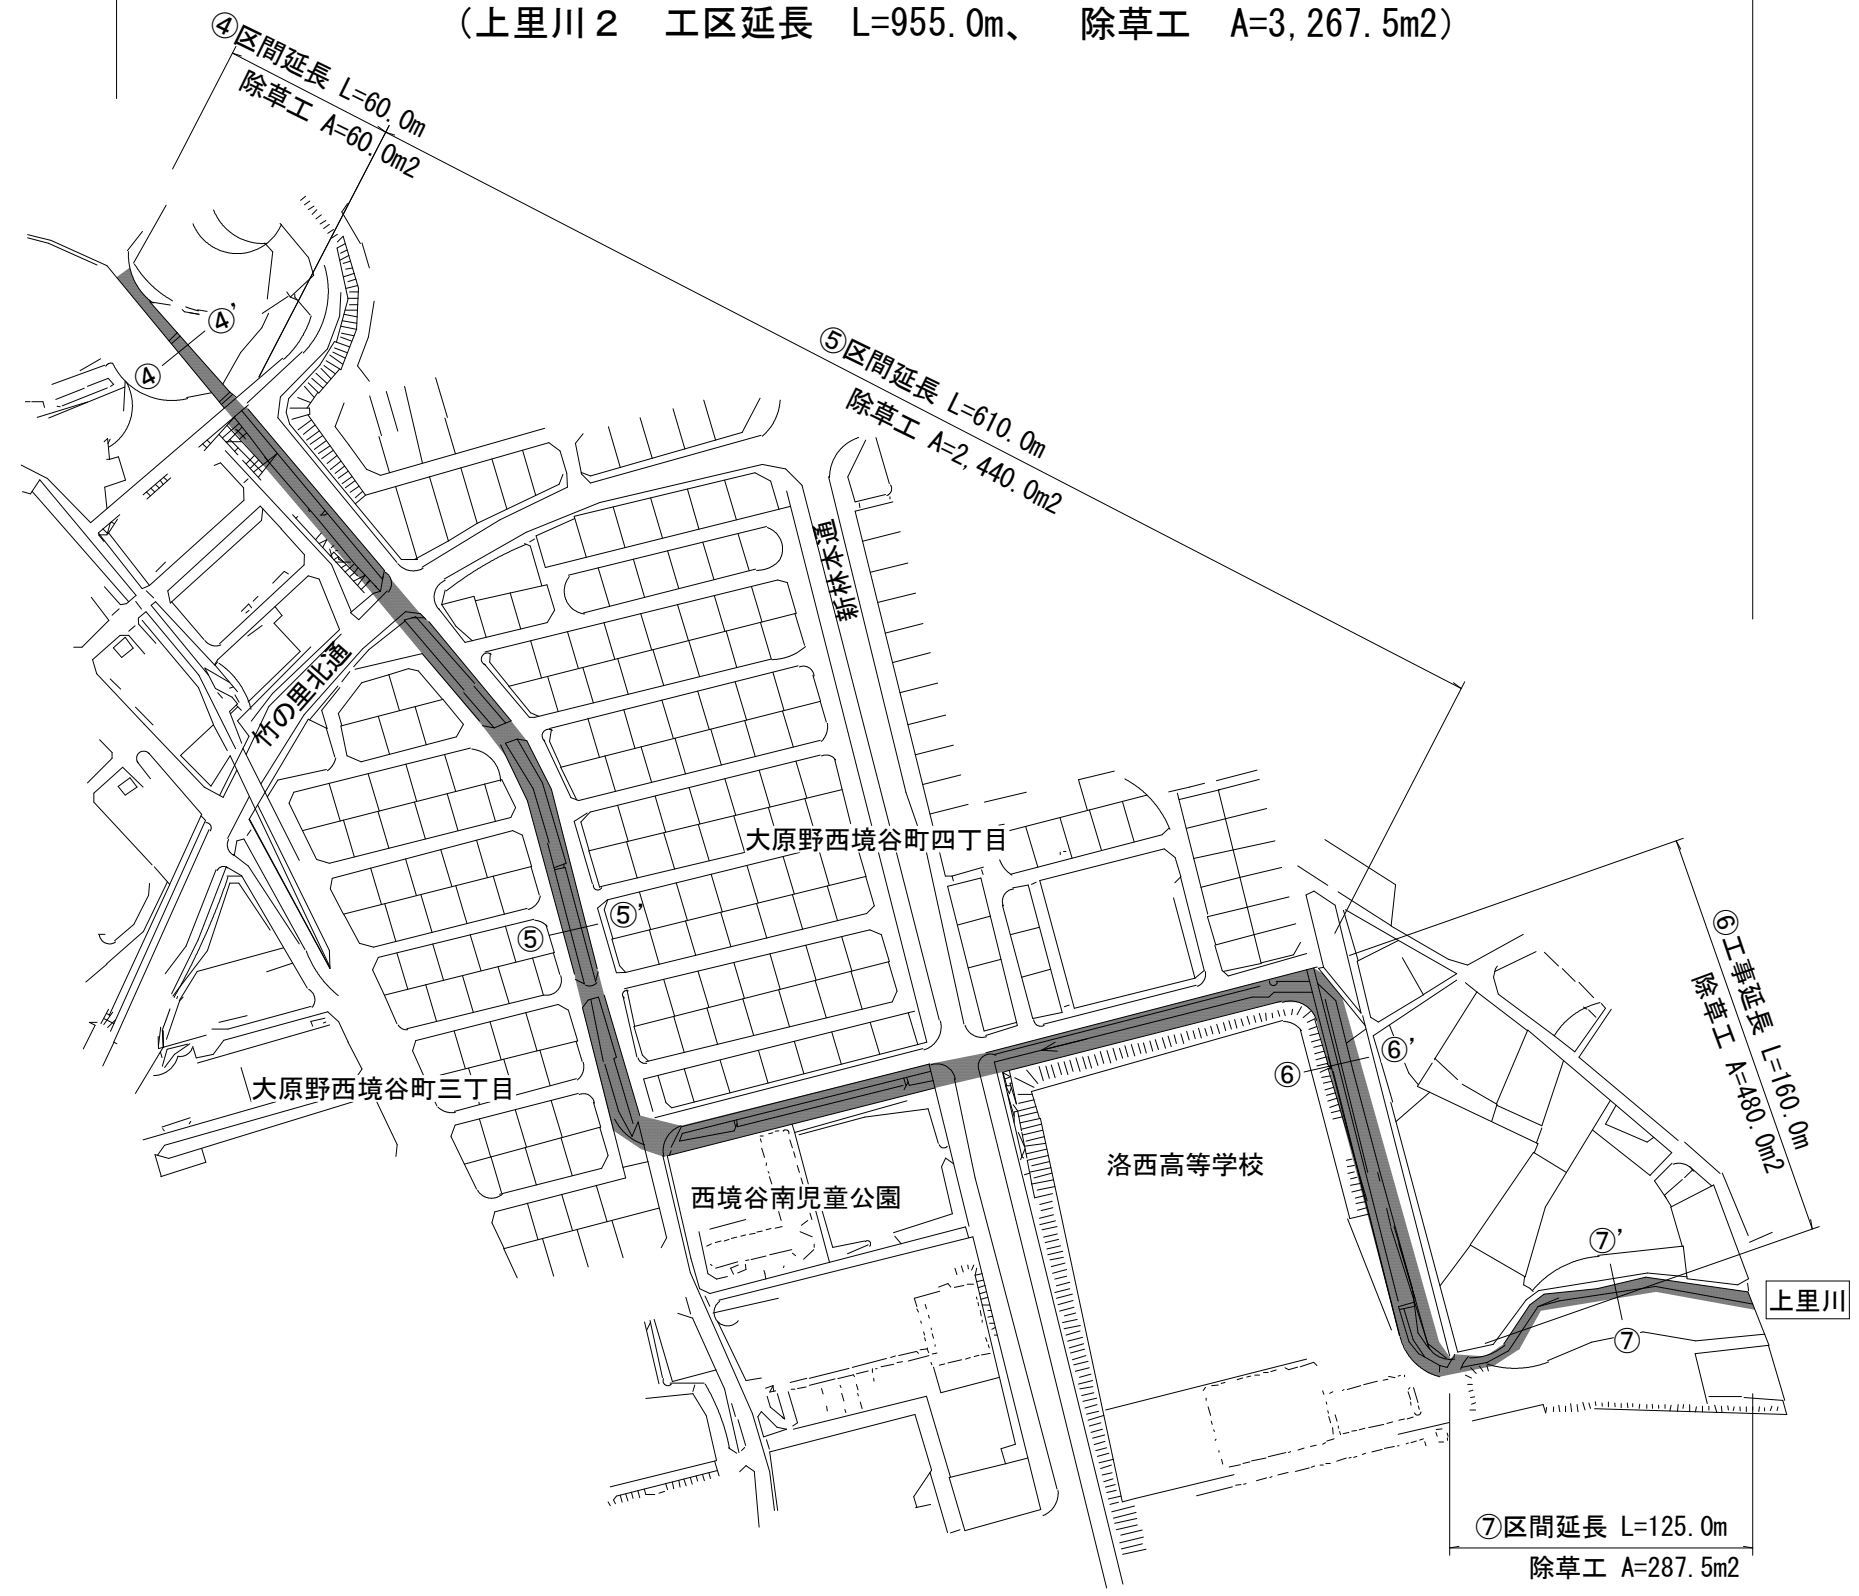 （上里川２　工区延長　L=955.0m、　除草工　A=3,267.5m2）
④区間延長 L=60.0m
除草工 A=60.0m2
⑤区間延長 L=610.0m
除草工 A=2,440.0m2
④'
④
新林本通
竹の里北通
大原野西境谷町四丁目
⑤'
⑤
⑥工事延長 L=160.0m
除草工 A=480.0m2
⑥'
⑥
大原野西境谷町三丁目
洛西高等学校
西境谷南児童公園
⑦'
⑦
上里川
⑦区間延長 L=125.0m
除草工 A=287.5m2